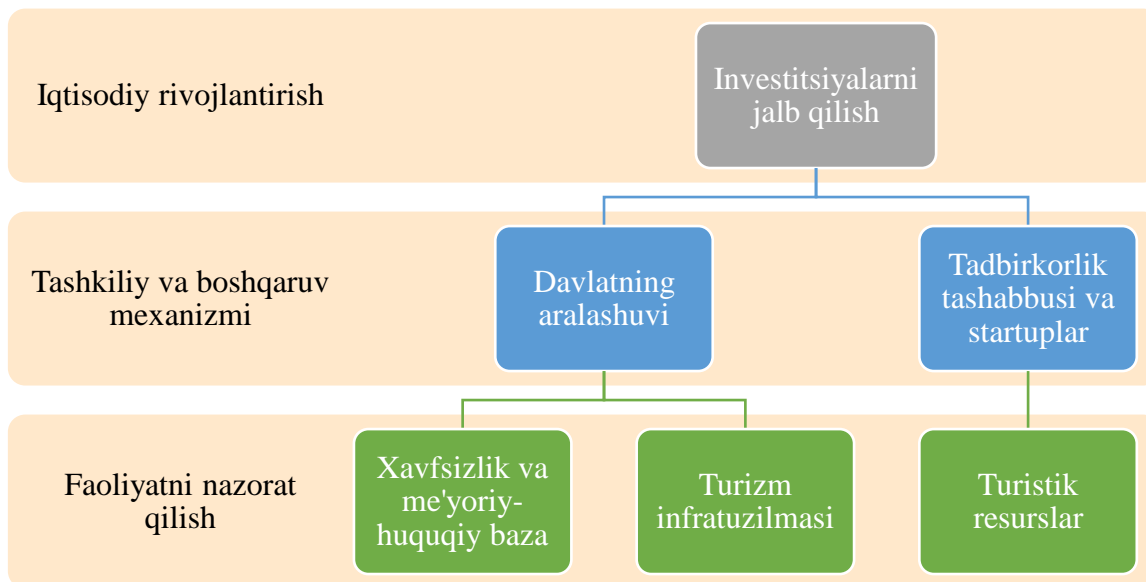 Iqtisodiy rivojlantirish
Investitsiyalarni
jalb qilish
Tashkiliy va boshqaruv
mexanizmi
Davlatning
aralashuvi
Tadbirkorlik
tashabbusi va
startuplar
Faoliyatni nazorat
qilish
Xavfsizlik va
me'yoriy-
huquqiy baza
Turizm
infratuzilmasi
Turistik
resurslar